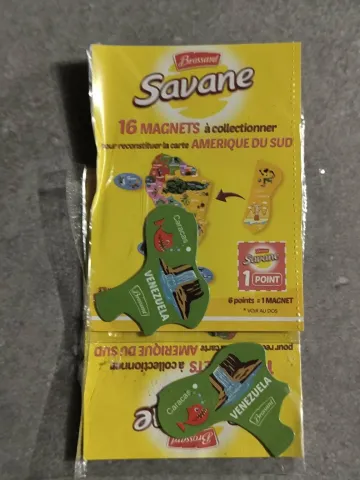 Brossard
Savane
16 MAGNETS à collectionner
pour reconstituer la carte AMERIQUE DU SUD
Caracas
VENEZUELA
Brossard
Savane
1 POINT
6 points = 1 MAGNET
* VOIR AU DOS
AMERIQUE DU SUD
à collectionner
Caracas
VENEZUELA
Brossard
Brossard